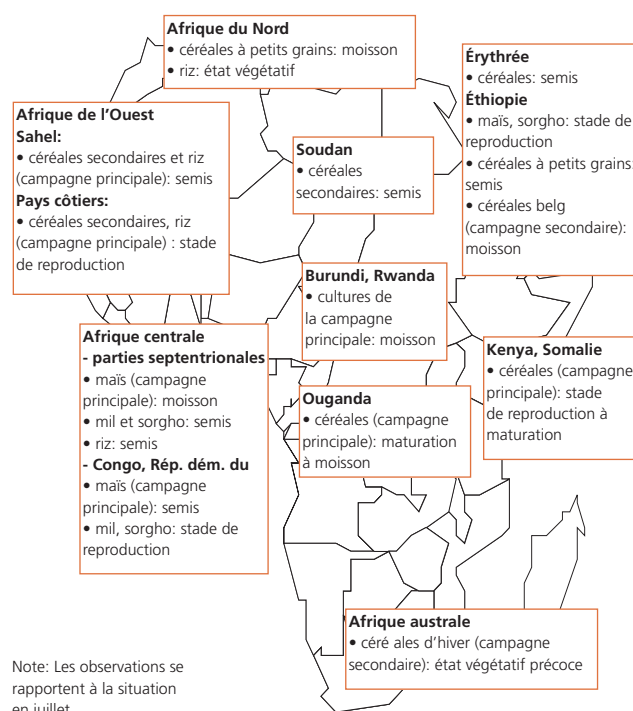 Afrique du Nord
• céréales à petits grains: moisson
• riz: état végétatif
Érythrée
• céréales: semis
Éthiopie
• maïs, sorgho: stade de
reproduction
• céréales à petits grains:
semis
• céréales belg
(campagne secondaire):
moisson
Afrique de l'Ouest
Sahel:
• céréales secondaires et riz
(campagne principale): semis
Pays côtiers:
• céréales secondaires, riz
(campagne principale) : stade
de reproduction
Soudan
• céréales
secondaires: semis
Burundi, Rwanda
• cultures de
la campagne
principale: moisson
Afrique centrale
- parties septentrionales
• maïs (campagne
principale): moisson
• mil et sorgho: semis
• riz: semis
- Congo, Rép. dém. du
• maïs (campagne
principale): semis
• mil, sorgho: stade de
reproduction
Kenya, Somalie
• céréales (campagne
principale): stade
de reproduction à
maturation
Ouganda
• céréales (campagne
principale): maturation
à moisson
Afrique australe
• céré ales d'hiver (campagne
secondaire): état végétatif précoce
Note: Les observations se
rapportent à la situation
en juillet